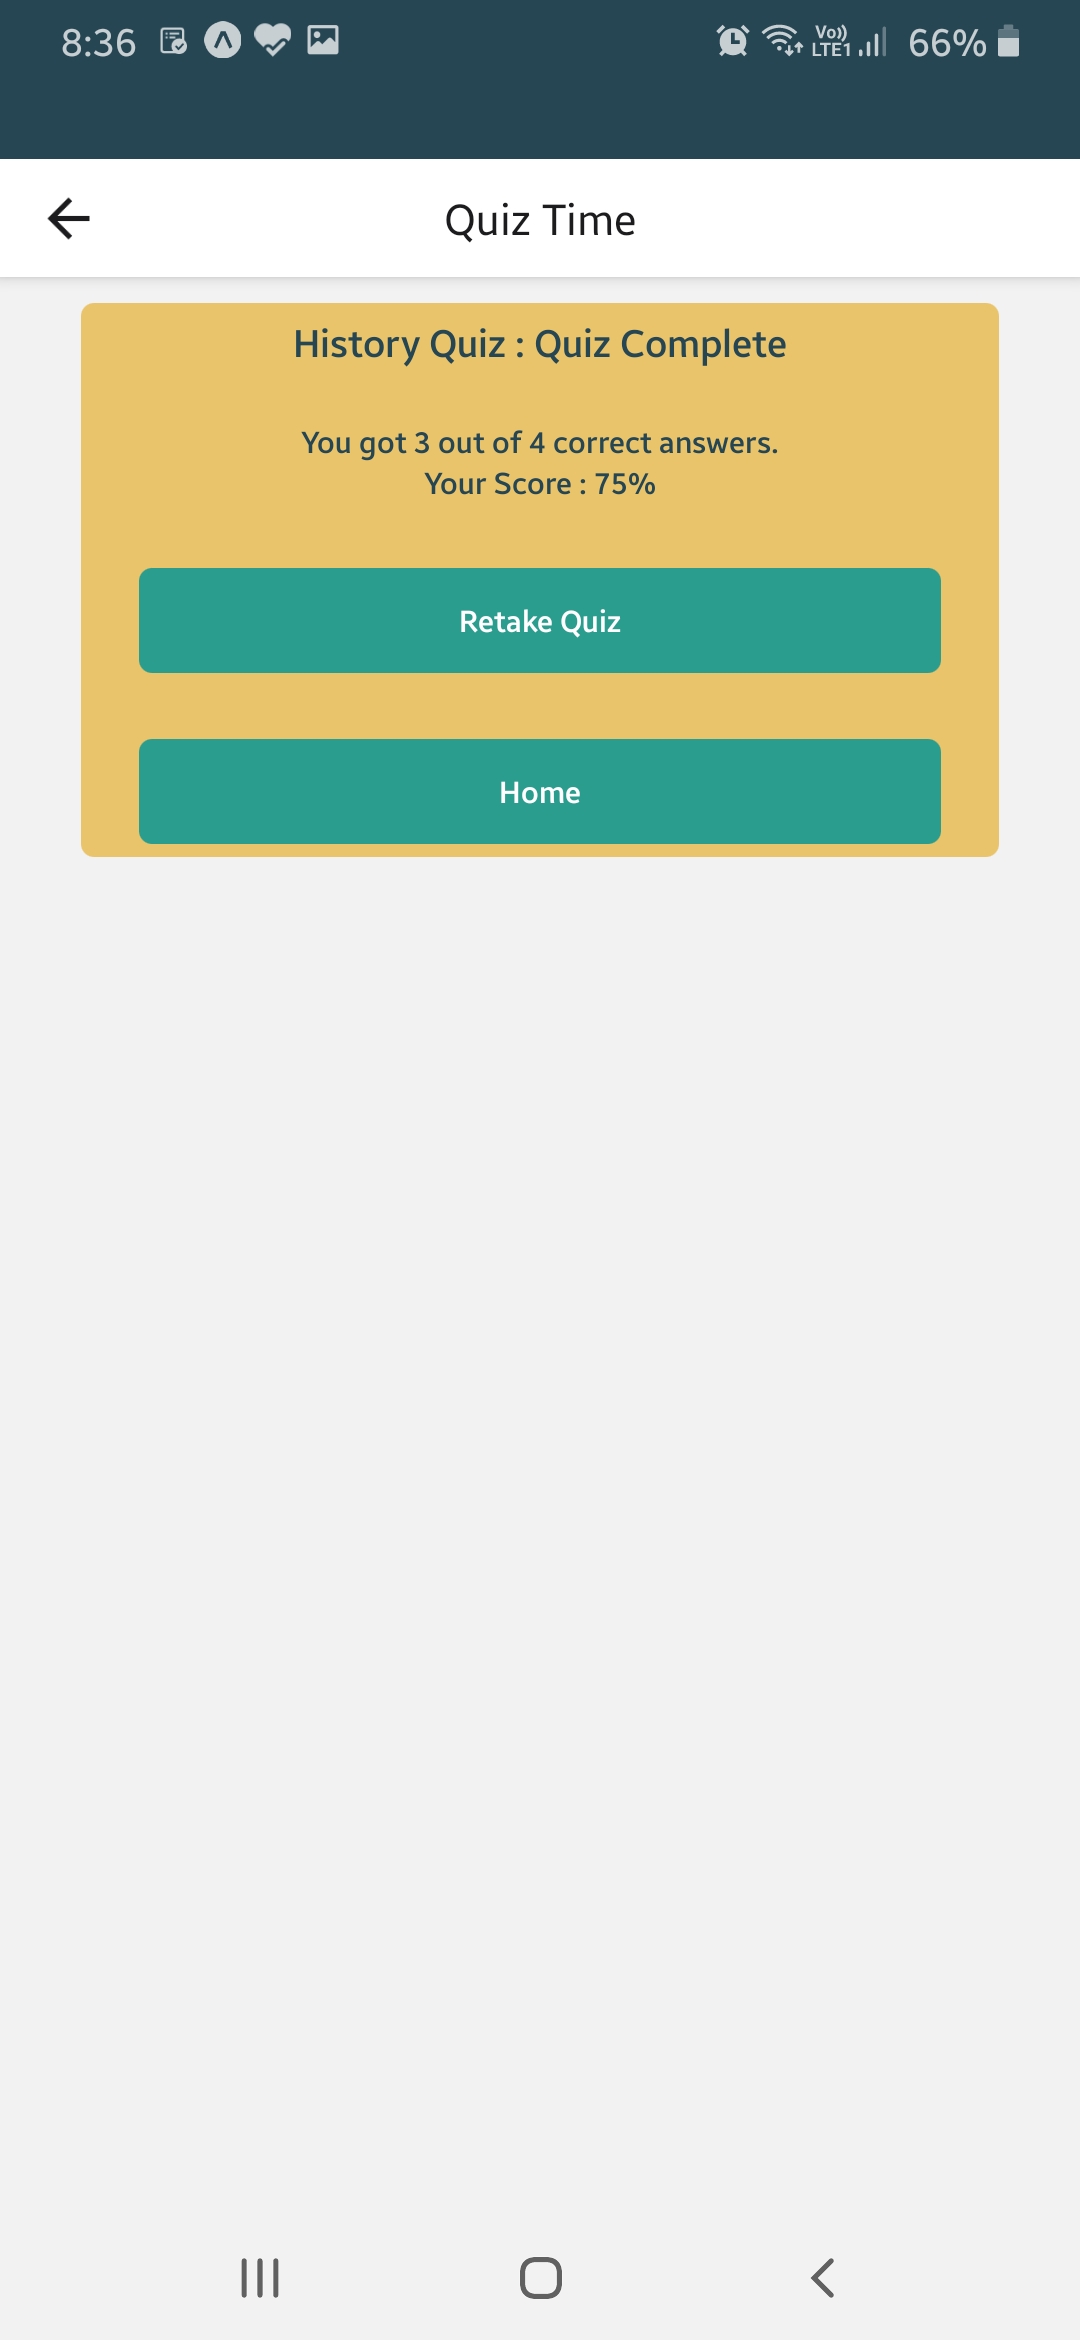 8:36
Vo)) LTE1 66%
Quiz Time
History Quiz : Quiz Complete
You got 3 out of 4 correct answers.
Your Score : 75%
Retake Quiz
Home